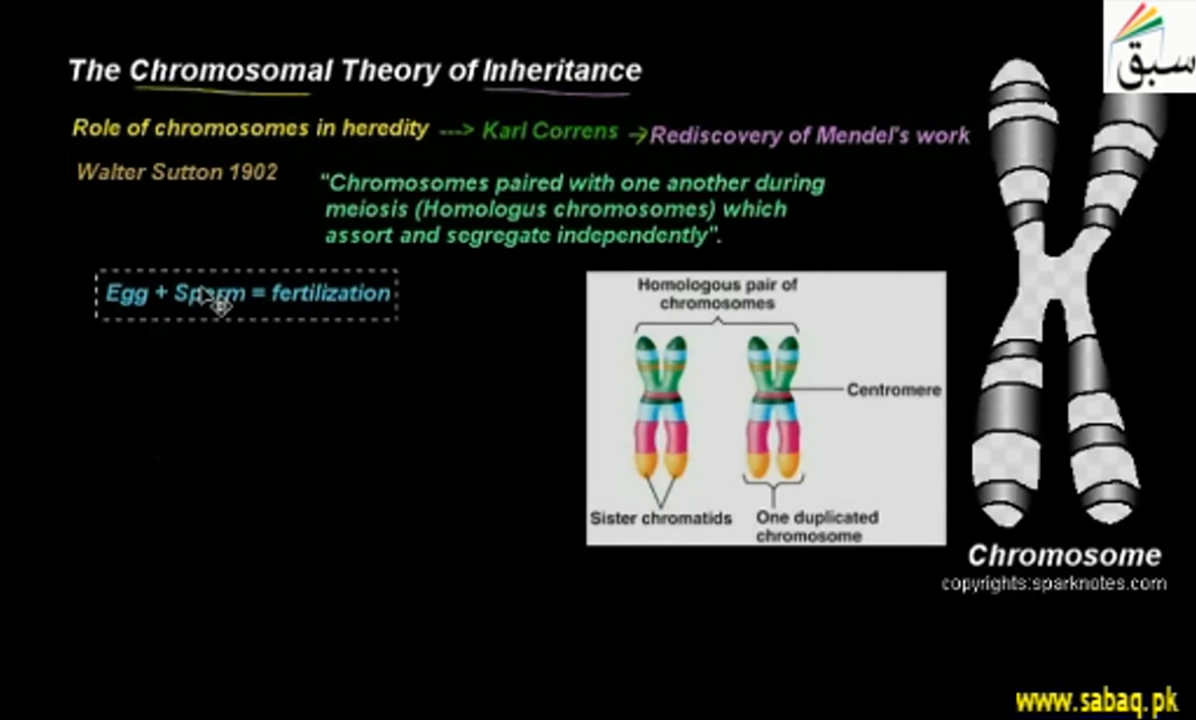 سبق
The Chromosomal Theory of Inheritance
Role of chromosomes in heredity ---> Karl Correns → Rediscovery of Mendel's work
Walter Sutton 1902
"Chromosomes paired with one another during
meiosis (Homologus chromosomes) which
assort and segregate independently".
Egg + Sperm = fertilization
Homologous pair of
chromosomes
Centromere
Sister chromatids
One duplicated
chromosome
Chromosome
copyrights:sparknotes.com
www.sabaq.pk